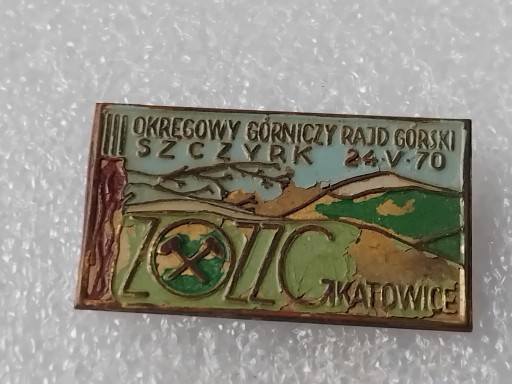 III OKRĘGOWY GÓRNICZY RAJD GÓRSKI
SZCZYRK 24·V·70
ZOZZG KATOWICE